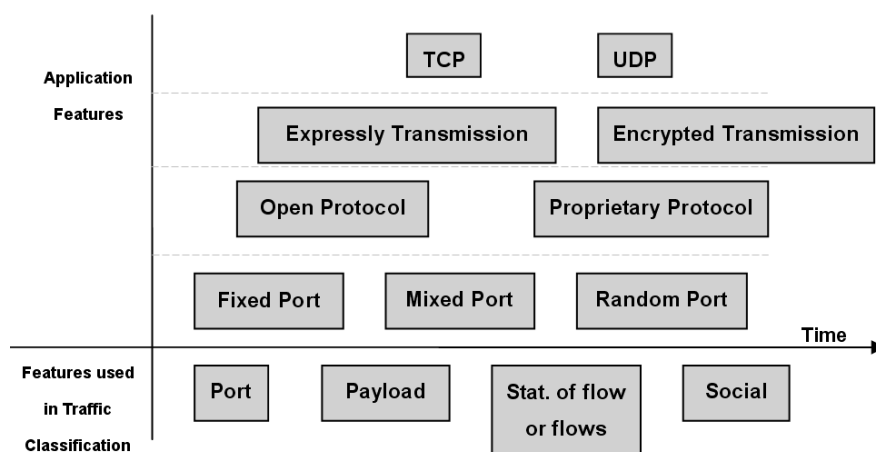 TCP
UDP
Application
Features
Expressly Transmission
Encrypted Transmission
Open Protocol
Proprietary Protocol
Fixed Port
Mixed Port
Random Port
Time
Features used
in Traffic
Classification
Port
Payload
Stat. of flow
or flows
Social